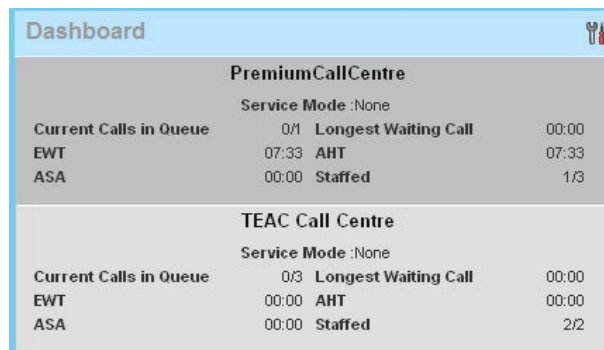 Dashboard
PremiumCallCentre
Service Mode :None
Current Calls in Queue 0/1 Longest Waiting Call 00:00
EWT 07:33 AHT 07:33
ASA 00:00 Staffed 1/3
TEAC Call Centre
Service Mode :None
Current Calls in Queue 0/3 Longest Waiting Call 00:00
EWT 00:00 AHT 00:00
ASA 00:00 Staffed 2/2